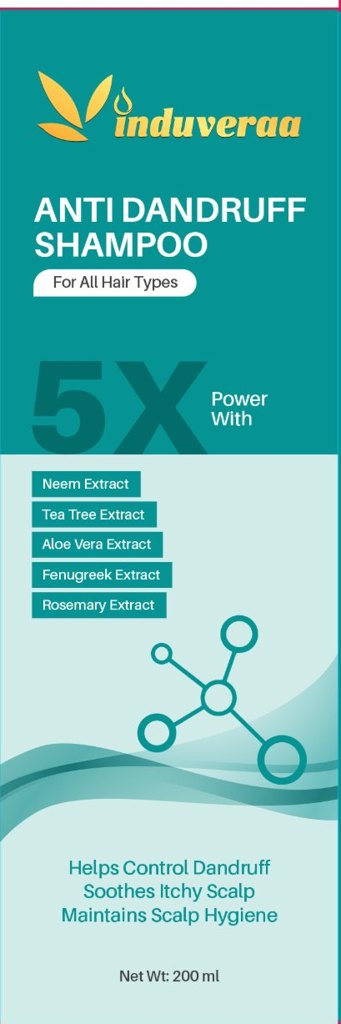 induveraa
ANTI DANDRUFF
SHAMPOO
For All Hair Types
5X
Power
With
Neem Extract
Tea Tree Extract
Aloe Vera Extract
Fenugreek Extract
Rosemary Extract
Helps Control Dandruff
Soothes Itchy Scalp
Maintains Scalp Hygiene
Net Wt: 200 ml